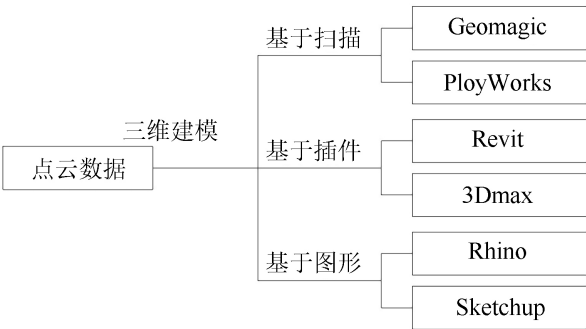 点云数据
三维建模
基于扫描
Geomagic
PloyWorks
基于插件
Revit
3Dmax
基于图形
Rhino
Sketchup